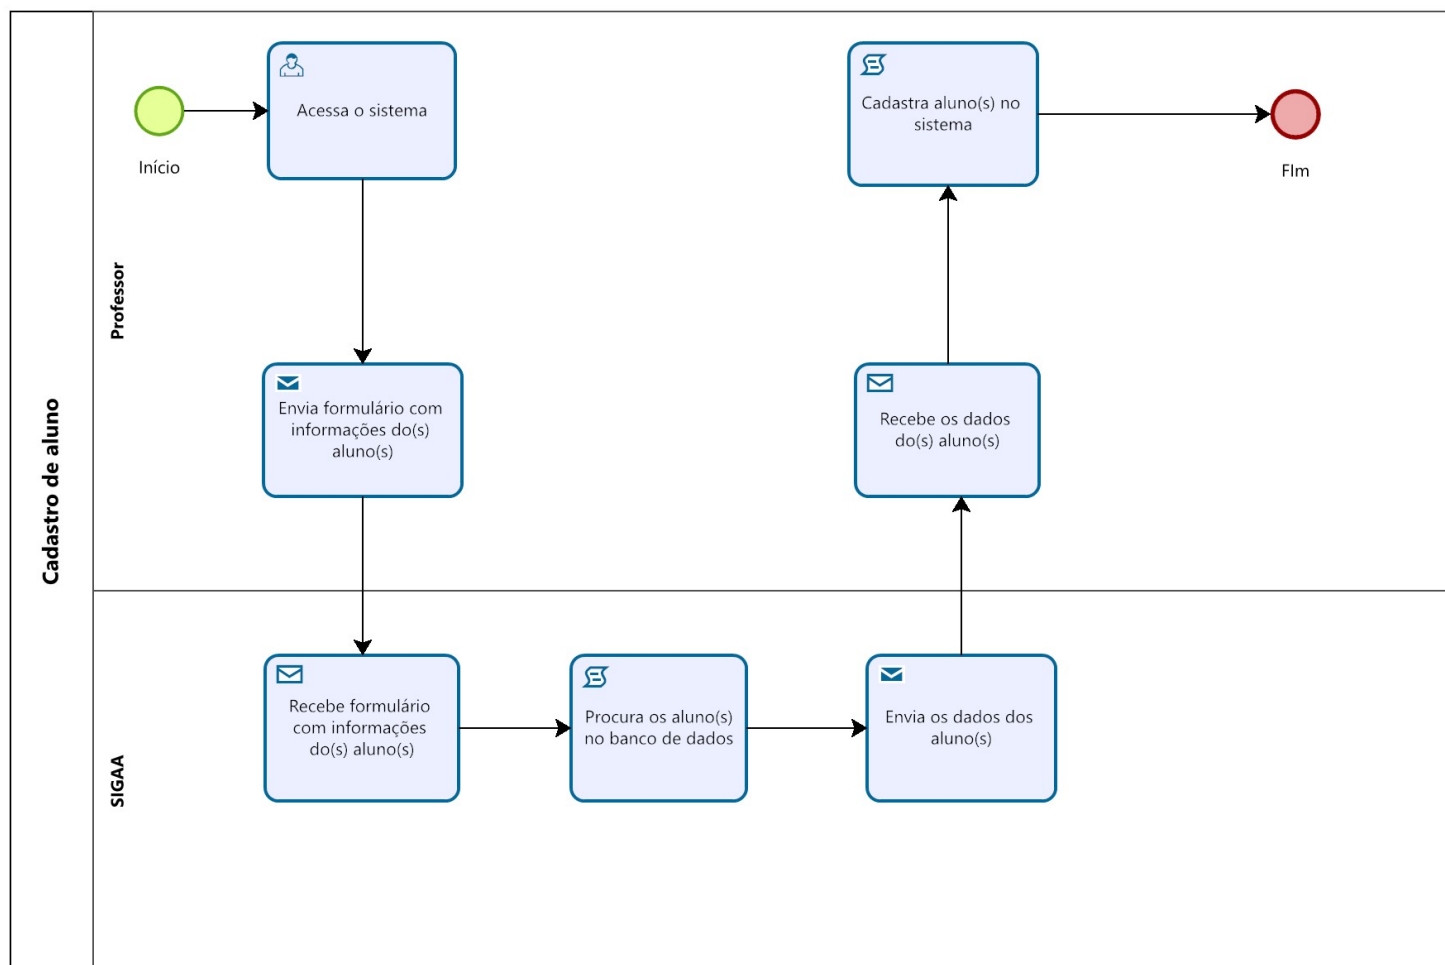 Cadastro de aluno
Professor
Início
Acessa o sistema
Envia formulário com
informações do(s)
aluno(s)
Cadastra aluno(s) no
sistema
FIm
Recebe os dados
do(s) aluno(s)
SIGAA
Recebe formulário
com informações
do(s) aluno(s)
Procura os aluno(s)
no banco de dados
Envia os dados dos
aluno(s)